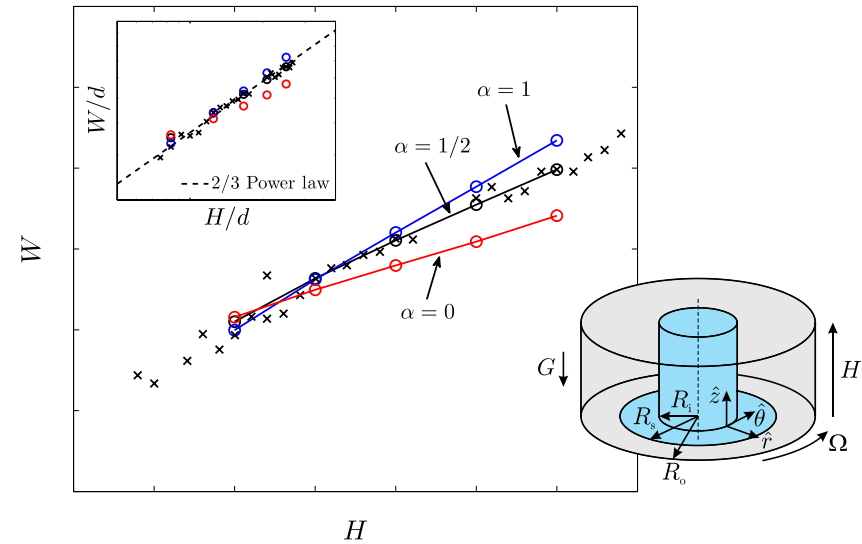 W/d
2/3 Power law
H/d
α = 1
α = 1/2
α = 0
W
H
G
H
R_i
R_s
R_o
ẑ
θ̂
r̂
Ω